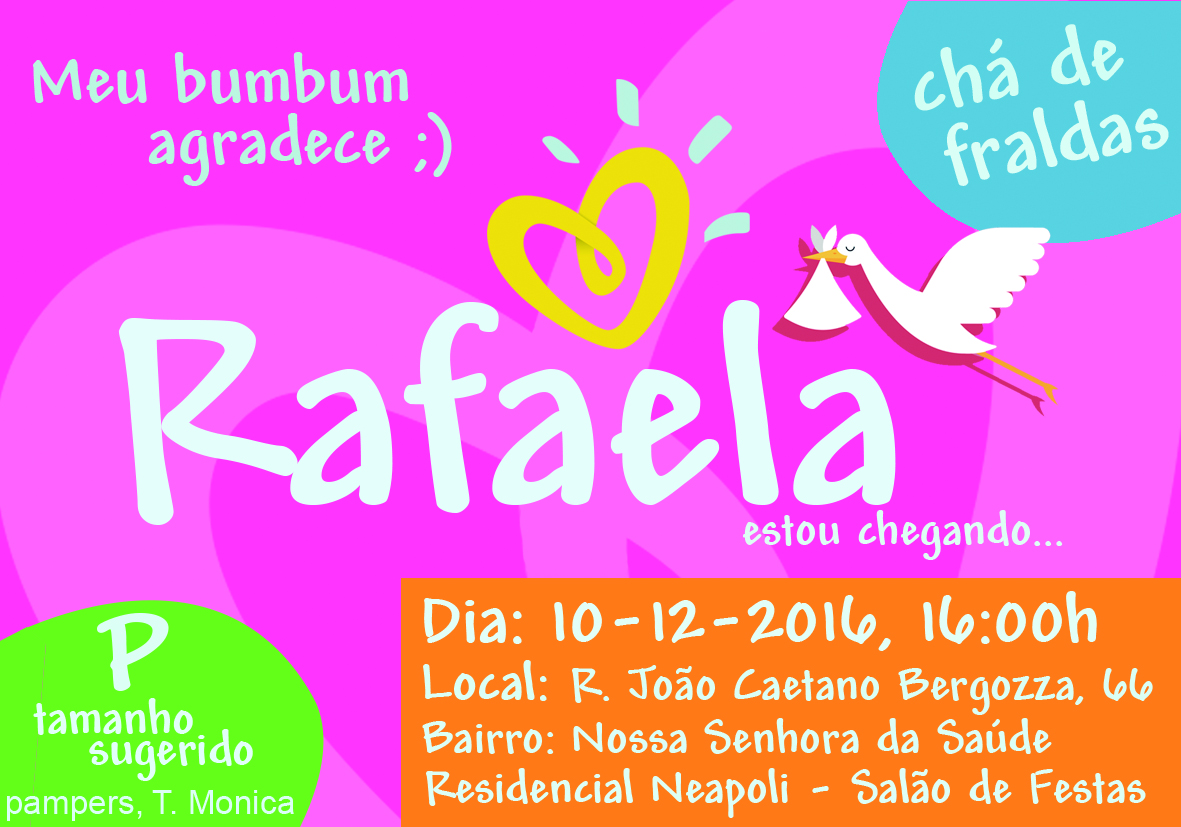 Meu bumbum
agradece ;)
chá de
fraldas
Rafaela
estou chegando...
Dia: 10-12-2016, 16:00h
Local: R. João Caetano Bergozza, 66
Bairro: Nossa Senhora da Saúde
Residencial Neapoli - Salão de Festas
P
tamanho
sugerido
pampers, T. Monica